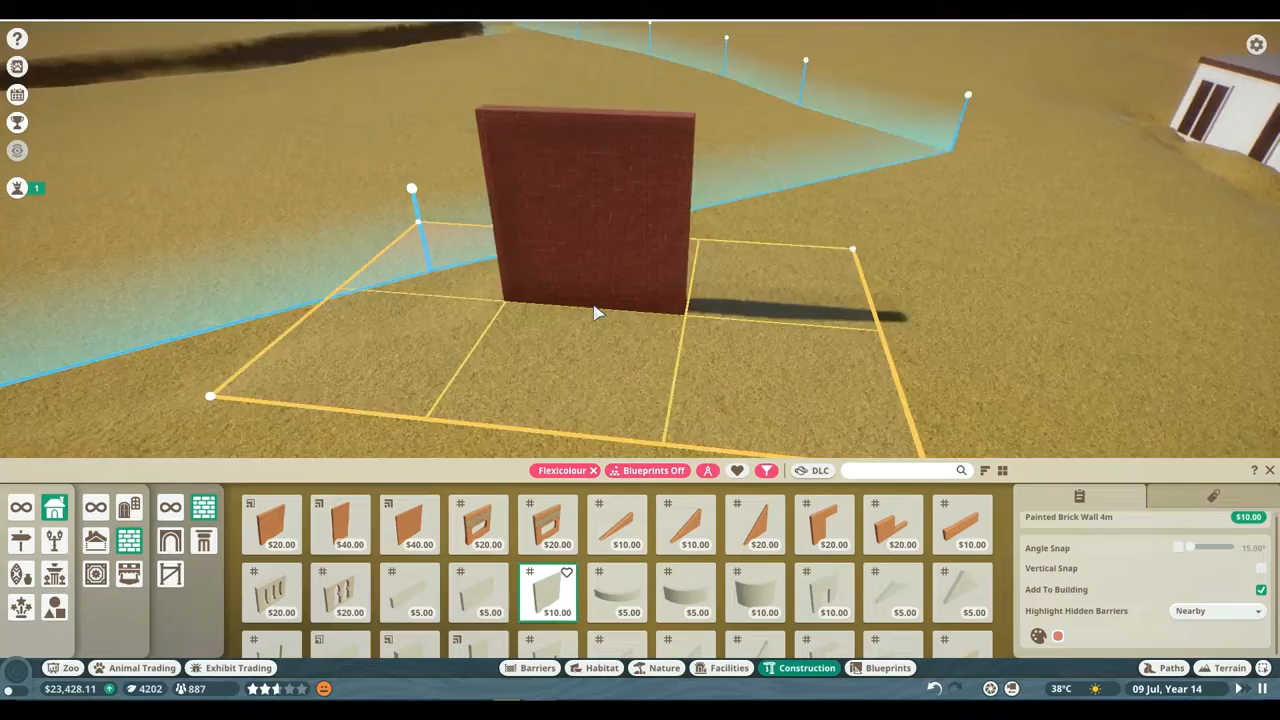 ?
1
Flexicolour ×
Blueprints Off
DLC
? ×
$20.00 $40.00 $40.00 $20.00 $20.00 $10.00 $10.00 $20.00 $20.00 $20.00 $10.00
$20.00 $20.00 $5.00 $5.00 $10.00 $5.00 $5.00 $10.00 $10.00 $5.00 $5.00
Painted Brick Wall 4m $10.00
Angle Snap 15.00°
Vertical Snap
Add To Building
Highlight Hidden Barriers Nearby
Zoo Animal Trading Exhibit Trading Barriers Habitat Nature Facilities Construction Blueprints Paths Terrain
$23,428.11 4202 887 38°C 09 Jul, Year 14